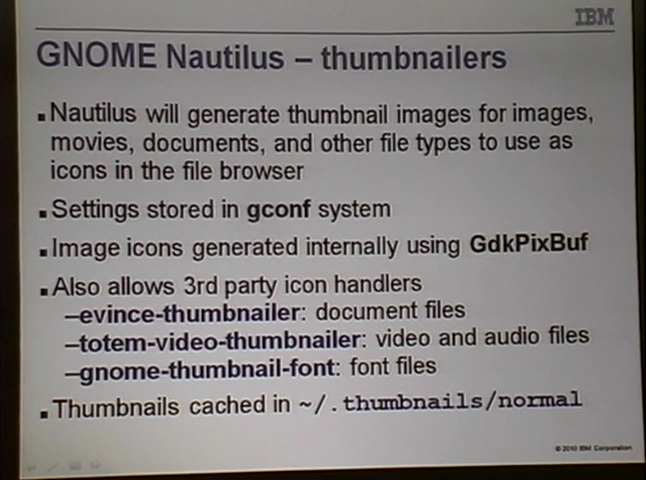 IBM
GNOME Nautilus – thumbnailers
▪Nautilus will generate thumbnail images for images,
movies, documents, and other file types to use as
icons in the file browser
▪Settings stored in gconf system
▪Image icons generated internally using GdkPixBuf
▪Also allows 3rd party icon handlers
–evince-thumbnailer: document files
–totem-video-thumbnailer: video and audio files
–gnome-thumbnail-font: font files
▪Thumbnails cached in ~/.thumbnails/normal
© 2010 IBM Corporation